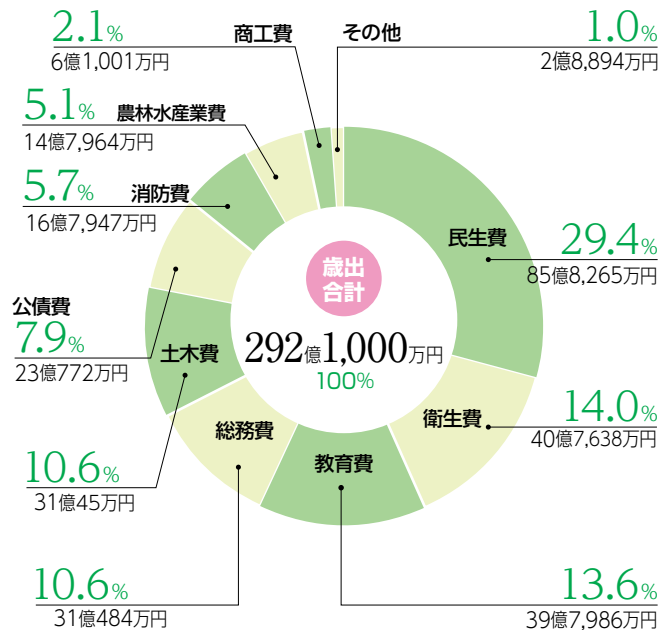 2.1%
商工費
6億1,001万円
その他
1.0%
2億8,894万円
5.1%
農林水産業費
14億7,964万円
5.7%
消防費
16億7,947万円
民生費
29.4%
85億8,265万円
歳出
合計
292億1,000万円
100%
公債費
7.9%
23億772万円
土木費
10.6%
31億45万円
衛生費
14.0%
40億7,638万円
総務費
10.6%
31億484万円
教育費
13.6%
39億7,986万円